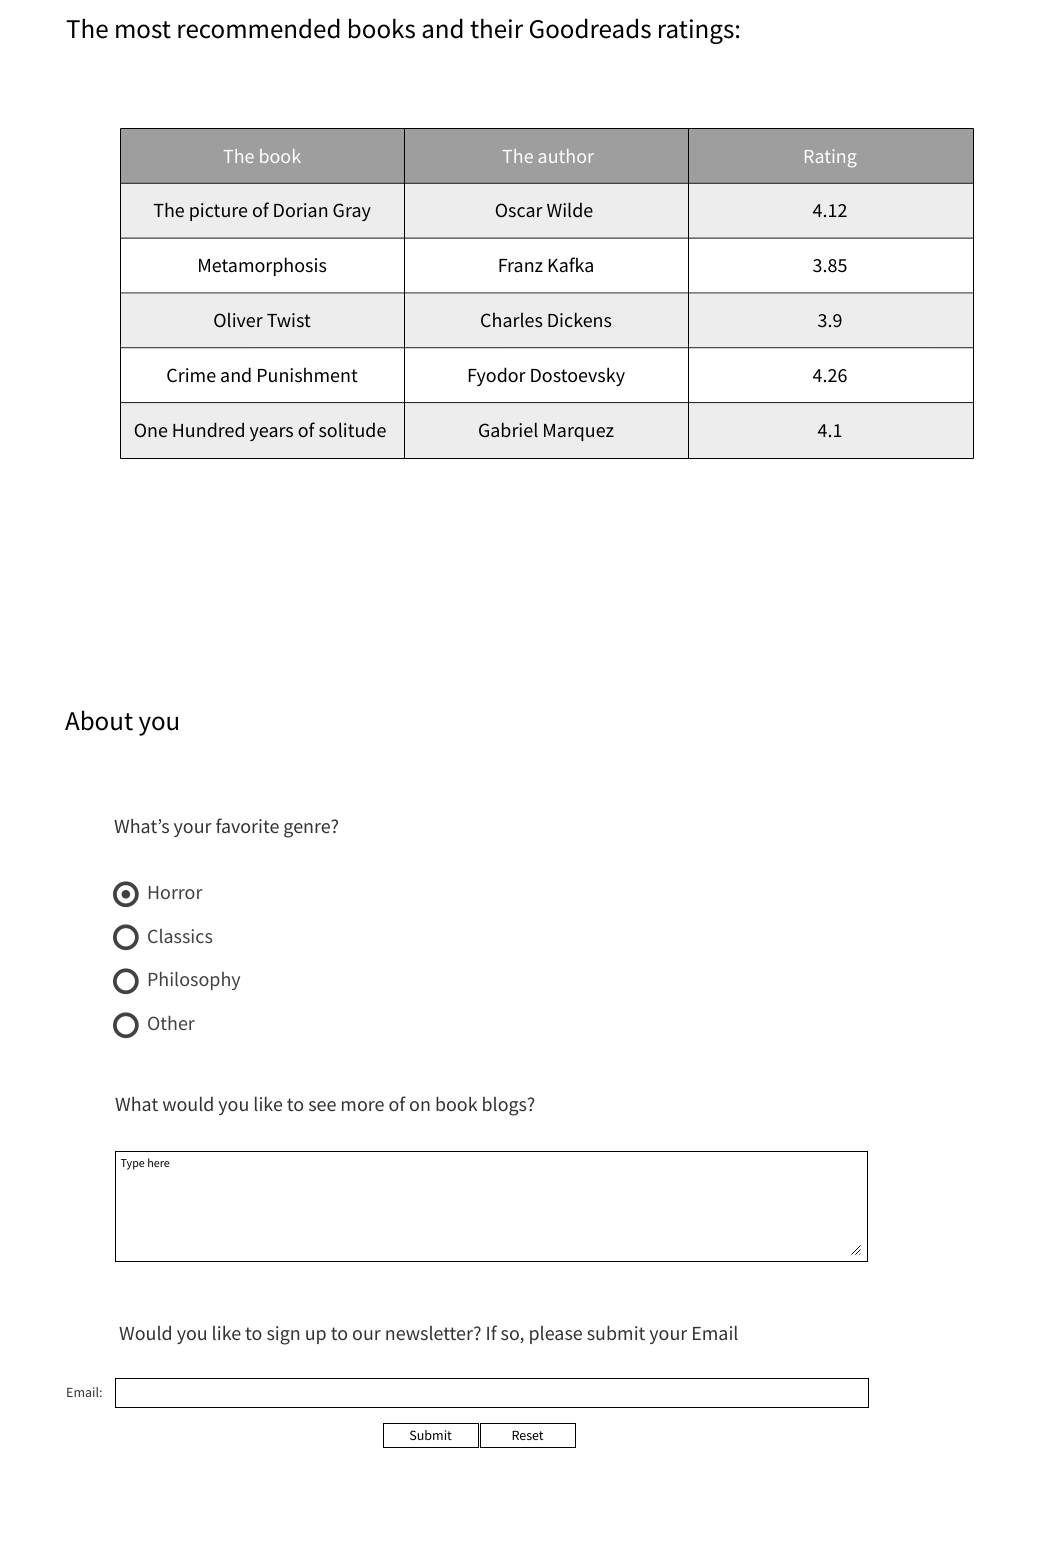 The most recommended books and their Goodreads ratings:
The book The author Rating
The picture of Dorian Gray Oscar Wilde 4.12
Metamorphosis Franz Kafka 3.85
Oliver Twist Charles Dickens 3.9
Crime and Punishment Fyodor Dostoevsky 4.26
One Hundred years of solitude Gabriel Marquez 4.1
About you
What’s your favorite genre?
Horror
Classics
Philosophy
Other
What would you like to see more of on book blogs?
Type here
Would you like to sign up to our newsletter? If so, please submit your Email
Email:
Submit Reset